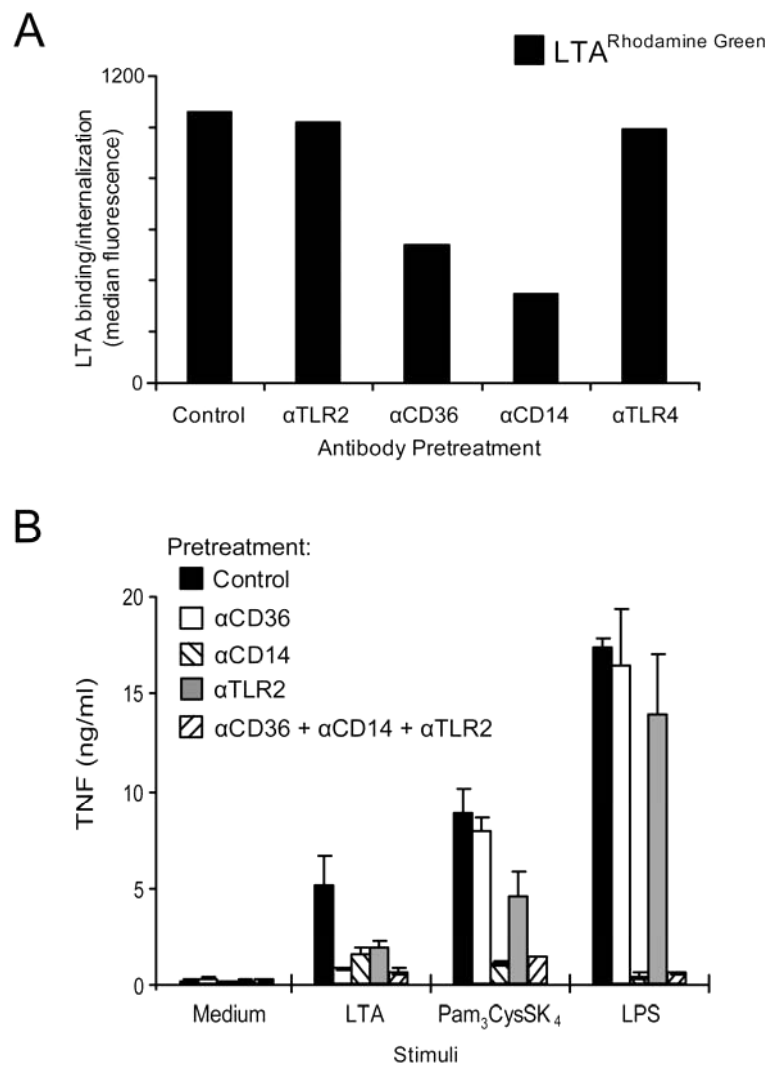 A
LTA Rhodamine Green
1200
0
LTA binding/internalization
(median fluorescence)
Control αTLR2 αCD36 αCD14 αTLR4
Antibody Pretreatment
B
Pretreatment:
Control
αCD36
αCD14
αTLR2
αCD36 + αCD14 + αTLR2
20
15
10
5
0
TNF (ng/ml)
Medium LTA Pam3CysSK4 LPS
Stimuli